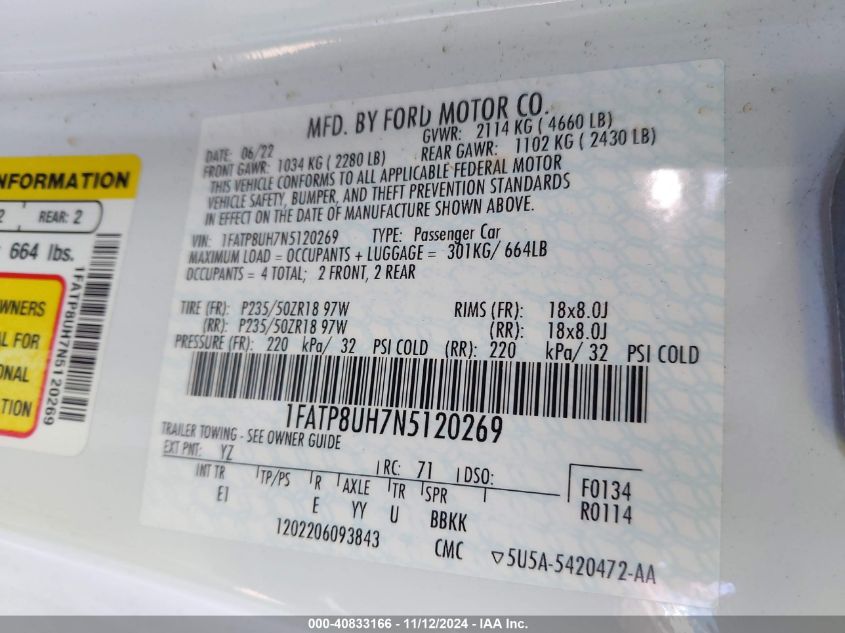 NFORMATION
2 REAR: 2
664 lbs.
WNERS
AL FOR
ONAL
TION
1FATP8UH7N5120269
MFD. BY FORD MOTOR CO.
DATE: 06/22 GVWR: 2114 KG ( 4660 LB)
FRONT GAWR: 1034 KG ( 2280 LB) REAR GAWR: 1102 KG ( 2430 LB)
THIS VEHICLE CONFORMS TO ALL APPLICABLE FEDERAL MOTOR
VEHICLE SAFETY, BUMPER, AND THEFT PREVENTION STANDARDS
IN EFFECT ON THE DATE OF MANUFACTURE SHOWN ABOVE.
VIN: 1FATP8UH7N5120269 TYPE: Passenger Car
MAXIMUM LOAD = OCCUPANTS + LUGGAGE = 301KG/ 664LB
OCCUPANTS = 4 TOTAL; 2 FRONT, 2 REAR
TIRE (FR): P235/50ZR18 97W RIMS (FR): 18x8.0J
(RR): P235/50ZR18 97W (RR): 18x8.0J
PRESSURE (FR): 220 kPa/ 32 PSI COLD (RR): 220 kPa/ 32 PSI COLD
1FATP8UH7N5120269
TRAILER TOWING - SEE OWNER GUIDE
EXT PNT: YZ RC: 71 DSO:
INT TR TP/PS R AXLE TR SPR F0134
EI E YY U BBKK R0114
1202206093843 CMC ▽5U5A-5420472-AA
000-40833166 - 11/12/2024 - IAA Inc.